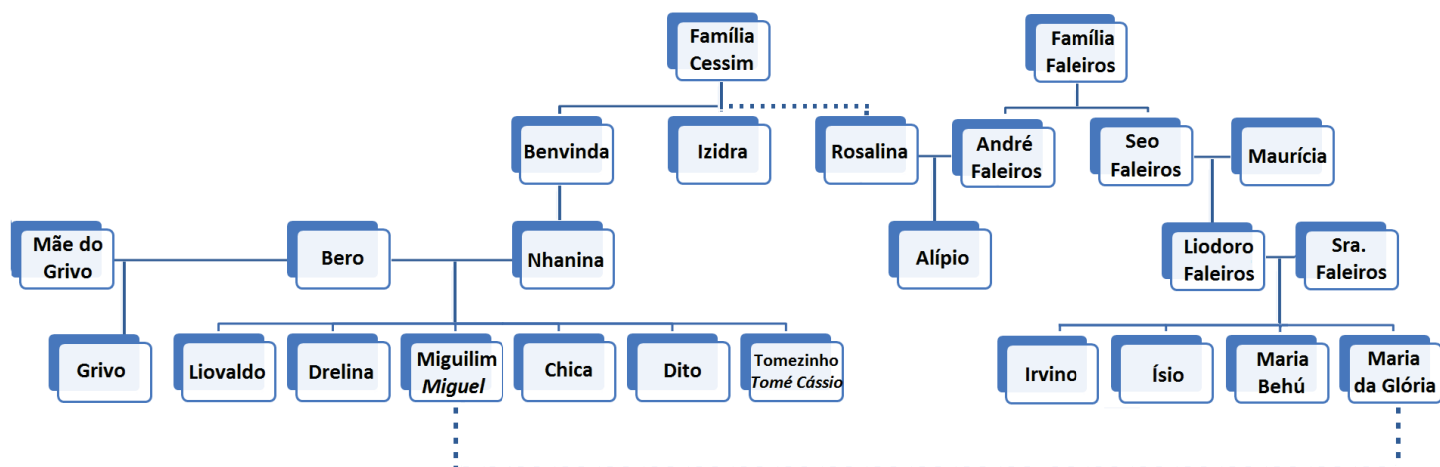 Família
Cessim
Família
Faleiros
Benvinda
Izidra
Rosalina
André
Faleiros
Seo
Faleiros
Maurícia
Mãe do
Grivo
Bero
Nhanina
Alípio
Liodoro
Faleiros
Sra.
Faleiros
Grivo
Liovaldo
Drelina
Miguilim
Miguel
Chica
Dito
Tomezinho
Tomé Cássio
Irvino
Ísio
Maria
Behú
Maria
da Glória